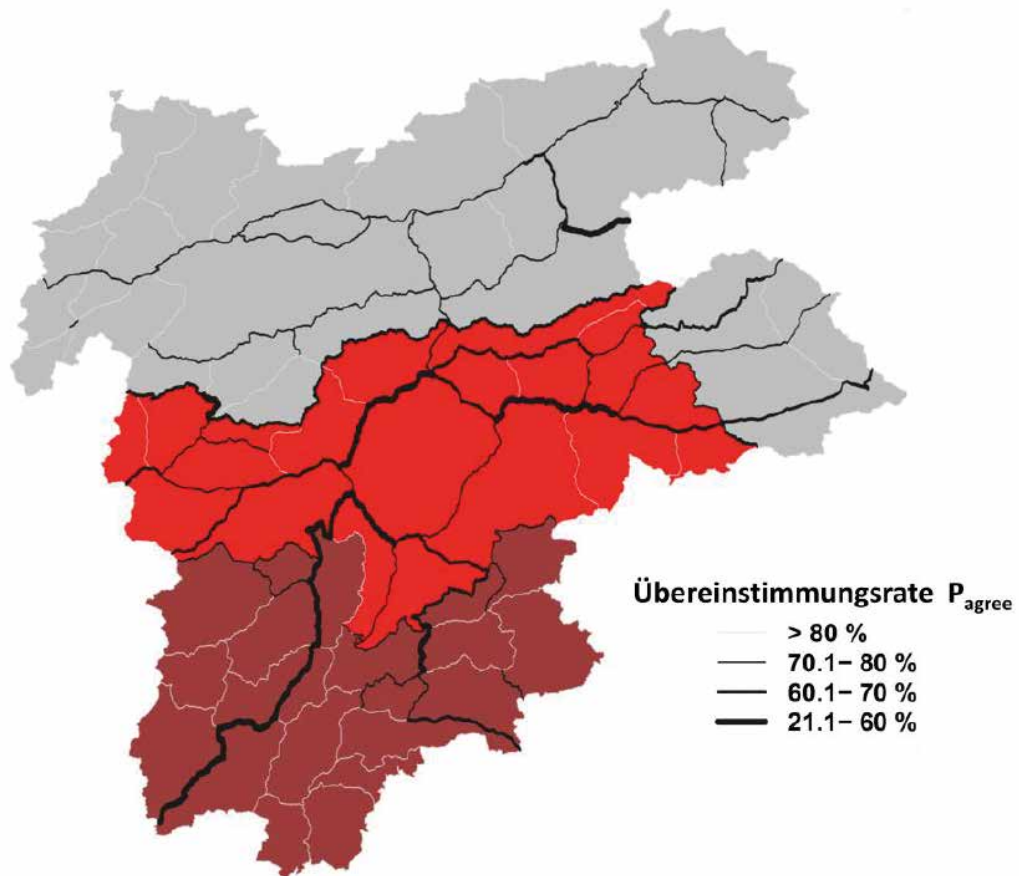 Übereinstimmungsrate P_agree
> 80 %
70.1– 80 %
60.1– 70 %
21.1– 60 %